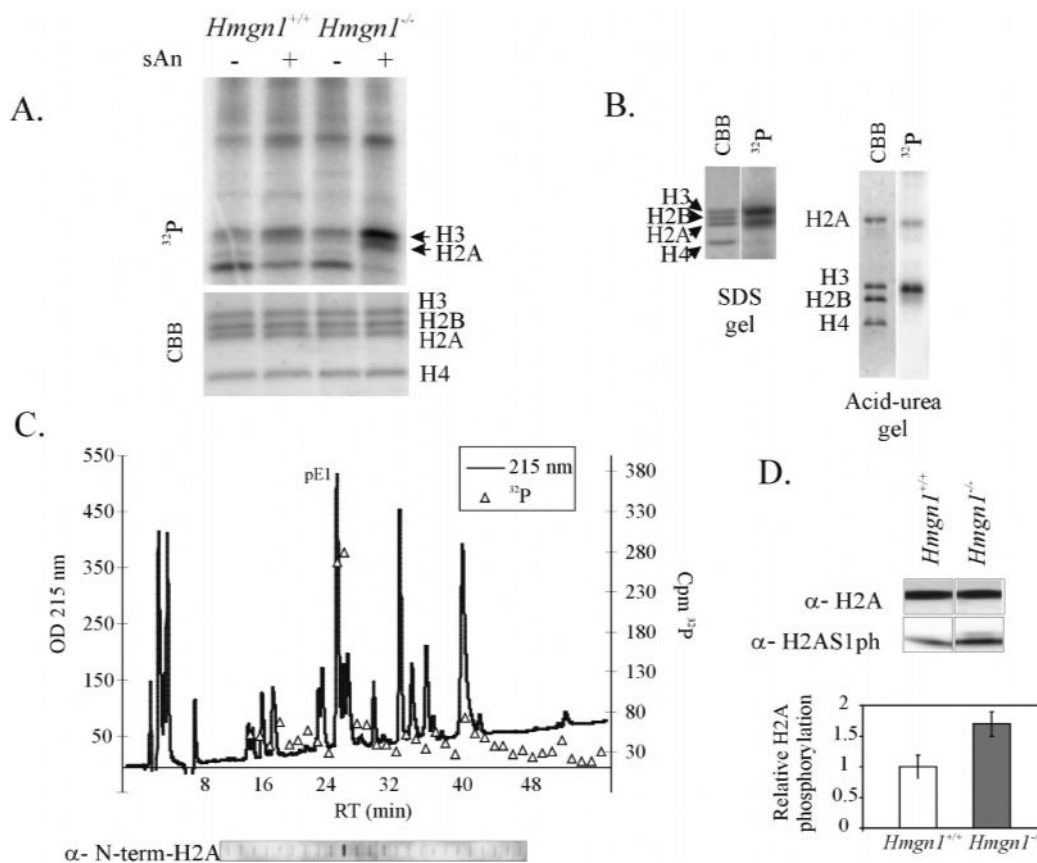 Hmgn1+/+ Hmgn1-/-
sAn - + - +
A.
32P
H3
H2A
CBB
H3
H2B
H2A
H4
B.
CBB 32P
H3
H2B
H2A
H4
SDS
gel
CBB 32P
H2A
H3
H2B
H4
Acid-urea
gel
C.
OD 215 nm
550
450
350
250
150
50
pE1
215 nm
32P
380
330
280
230
180
130
80
30
Cpm 32P
8 16 24 32 40 48
RT (min)
α- N-term-H2A
D.
Hmgn1+/+ Hmgn1-/-
α- H2A
α- H2AS1ph
Relative H2A
phosphorylation
2
1.5
1
0.5
0
Hmgn1+/+ Hmgn1-/